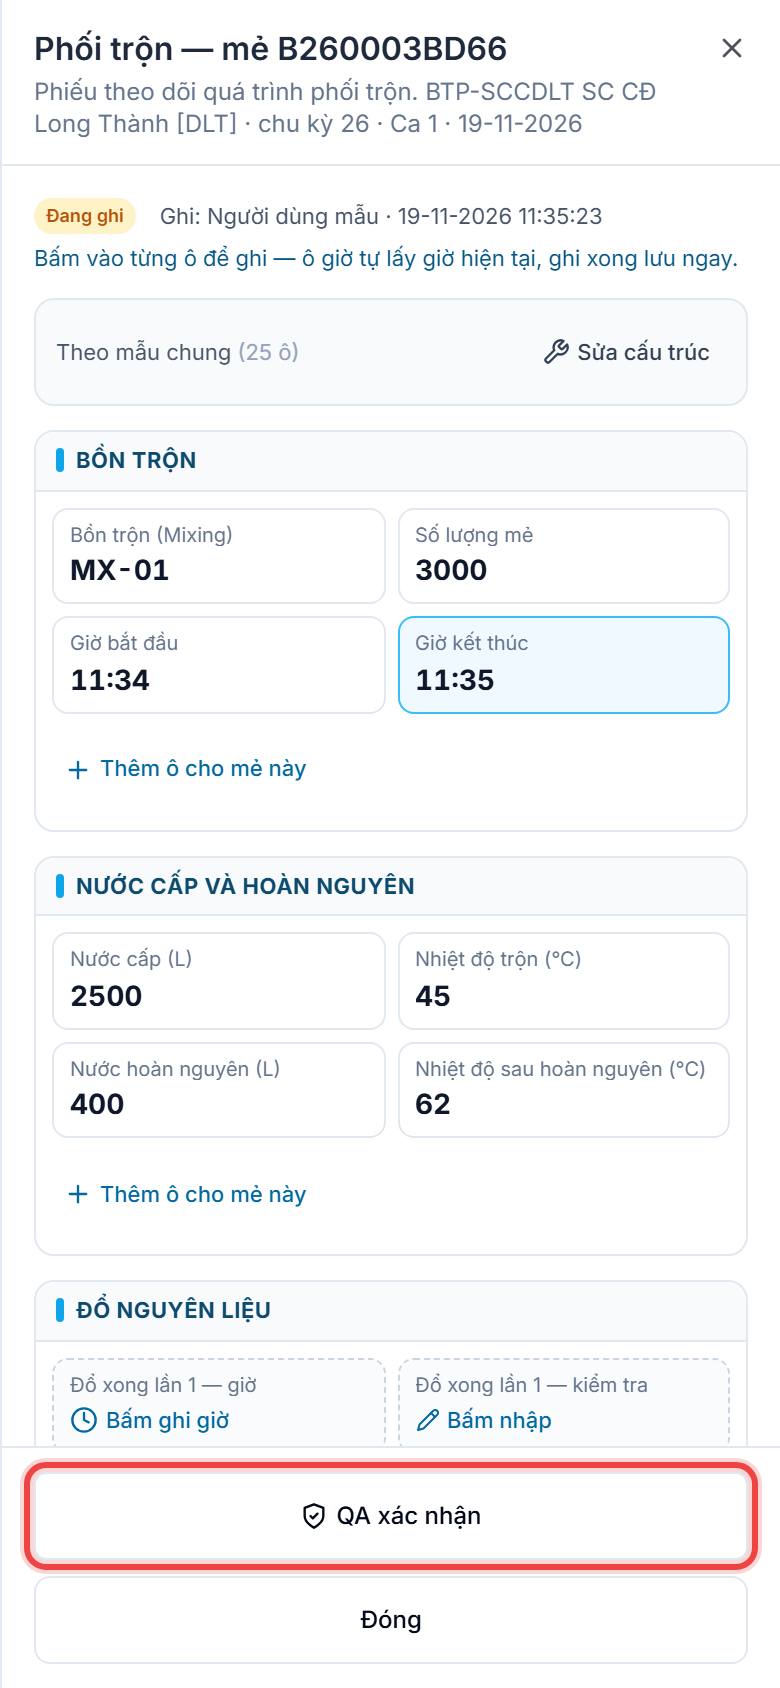 Phối trộn — mẻ B260003BD66
Phiếu theo dõi quá trình phối trộn. BTP-SCCDLT SC CĐ
Long Thành [DLT] · chu kỳ 26 · Ca 1 · 19-11-2026
Đang ghi
Ghi: Người dùng mẫu · 19-11-2026 11:35:23
Bấm vào từng ô để ghi — ô giờ tự lấy giờ hiện tại, ghi xong lưu ngay.
Theo mẫu chung (25 ô)
Sửa cấu trúc
BỒN TRỘN
Bồn trộn (Mixing)
MX-01
Số lượng mẻ
3000
Giờ bắt đầu
11:34
Giờ kết thúc
11:35
Thêm ô cho mẻ này
NƯỚC CẤP VÀ HOÀN NGUYÊN
Nước cấp (L)
2500
Nhiệt độ trộn (°C)
45
Nước hoàn nguyên (L)
400
Nhiệt độ sau hoàn nguyên (°C)
62
Thêm ô cho mẻ này
ĐỔ NGUYÊN LIỆU
Đổ xong lần 1 — giờ
Bấm ghi giờ
Đổ xong lần 1 — kiểm tra
Bấm nhập
QA xác nhận
Đóng